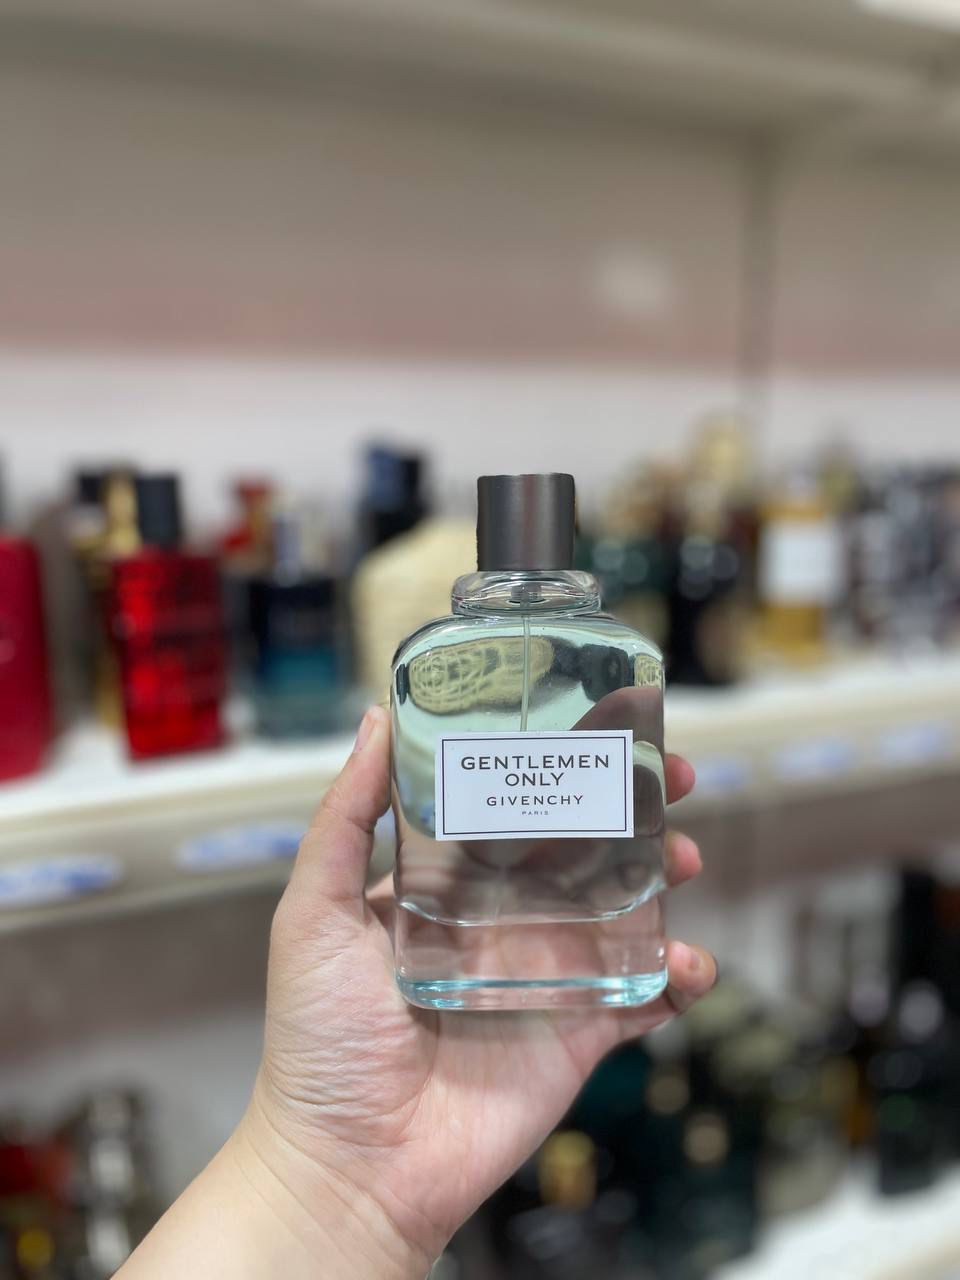 GENTLEMEN
ONLY
GIVENCHY
PARIS